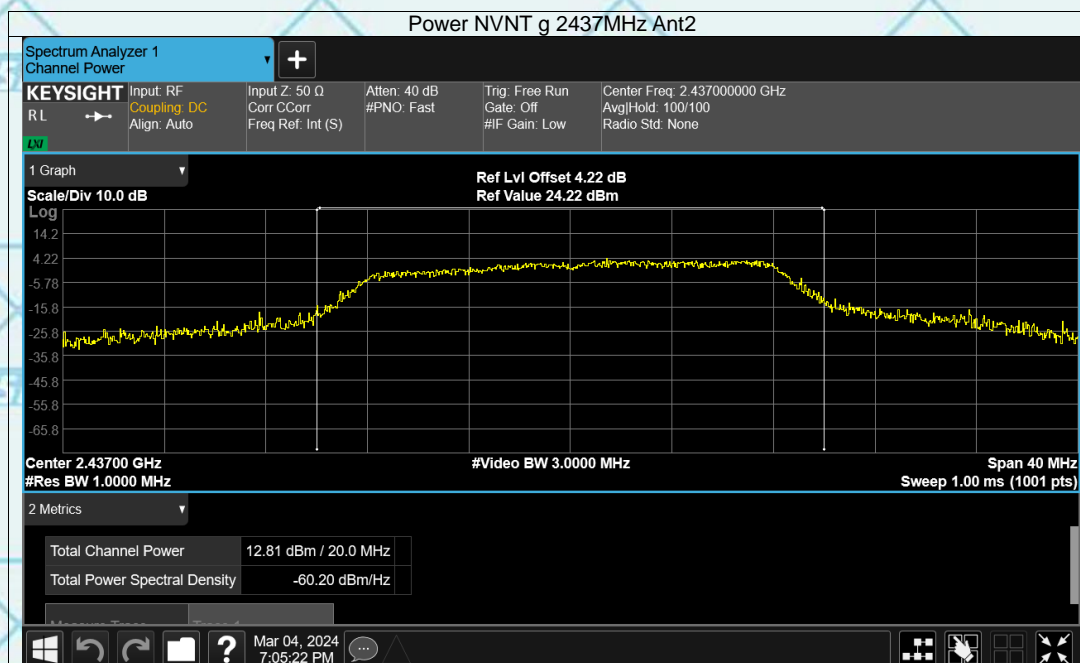 Power NVNT g 2437MHz Ant2
Spectrum Analyzer 1
Channel Power
KEYSIGHT
R L
LXI
Input: RF
Coupling: DC
Align: Auto
Input Z: 50 Ω
Corr CCorr
Freq Ref: Int (S)
Atten: 40 dB
#PNO: Fast
Trig: Free Run
Gate: Off
#IF Gain: Low
Center Freq: 2.437000000 GHz
Avg|Hold: 100/100
Radio Std: None
1 Graph
Scale/Div 10.0 dB
Ref Lvl Offset 4.22 dB
Ref Value 24.22 dBm
Log
14.2
4.22
-5.78
-15.8
-25.8
-35.8
-45.8
-55.8
-65.8
Center 2.43700 GHz
#Video BW 3.0000 MHz
Span 40 MHz
#Res BW 1.0000 MHz
Sweep 1.00 ms (1001 pts)
2 Metrics
Total Channel Power 12.81 dBm / 20.0 MHz
Total Power Spectral Density -60.20 dBm/Hz
Mar 04, 2024
7:05:22 PM